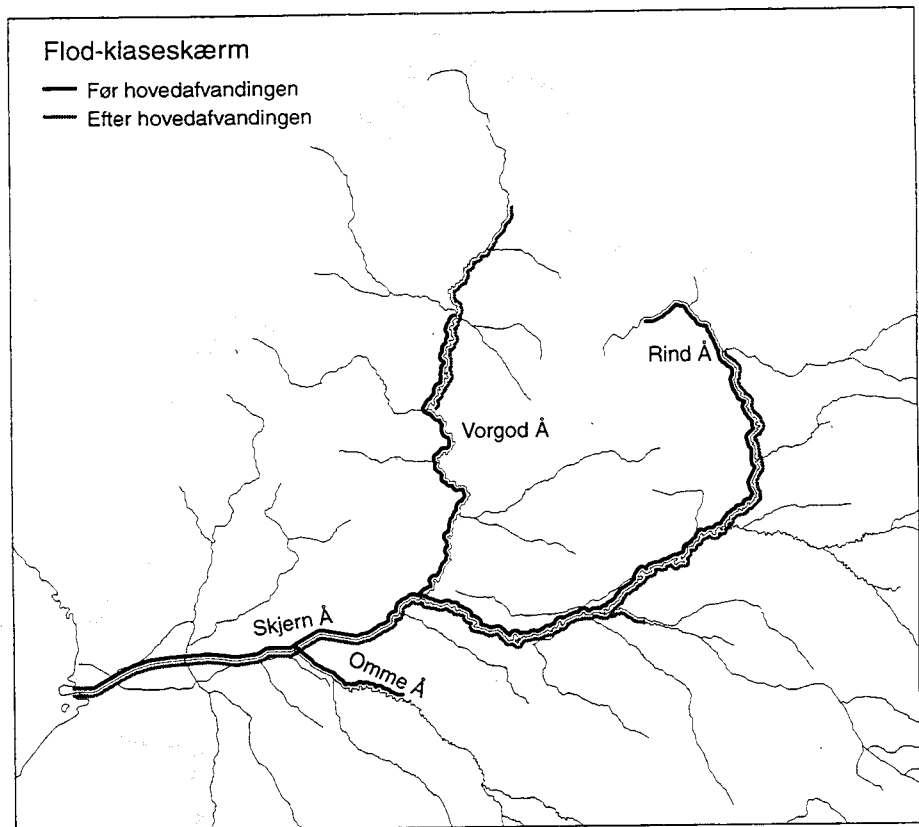 Flod-klaseskærm
Før hovedafvandingen
Efter hovedafvandingen
Rind Å
Vorgod Å
Skjern Å
Omme Å